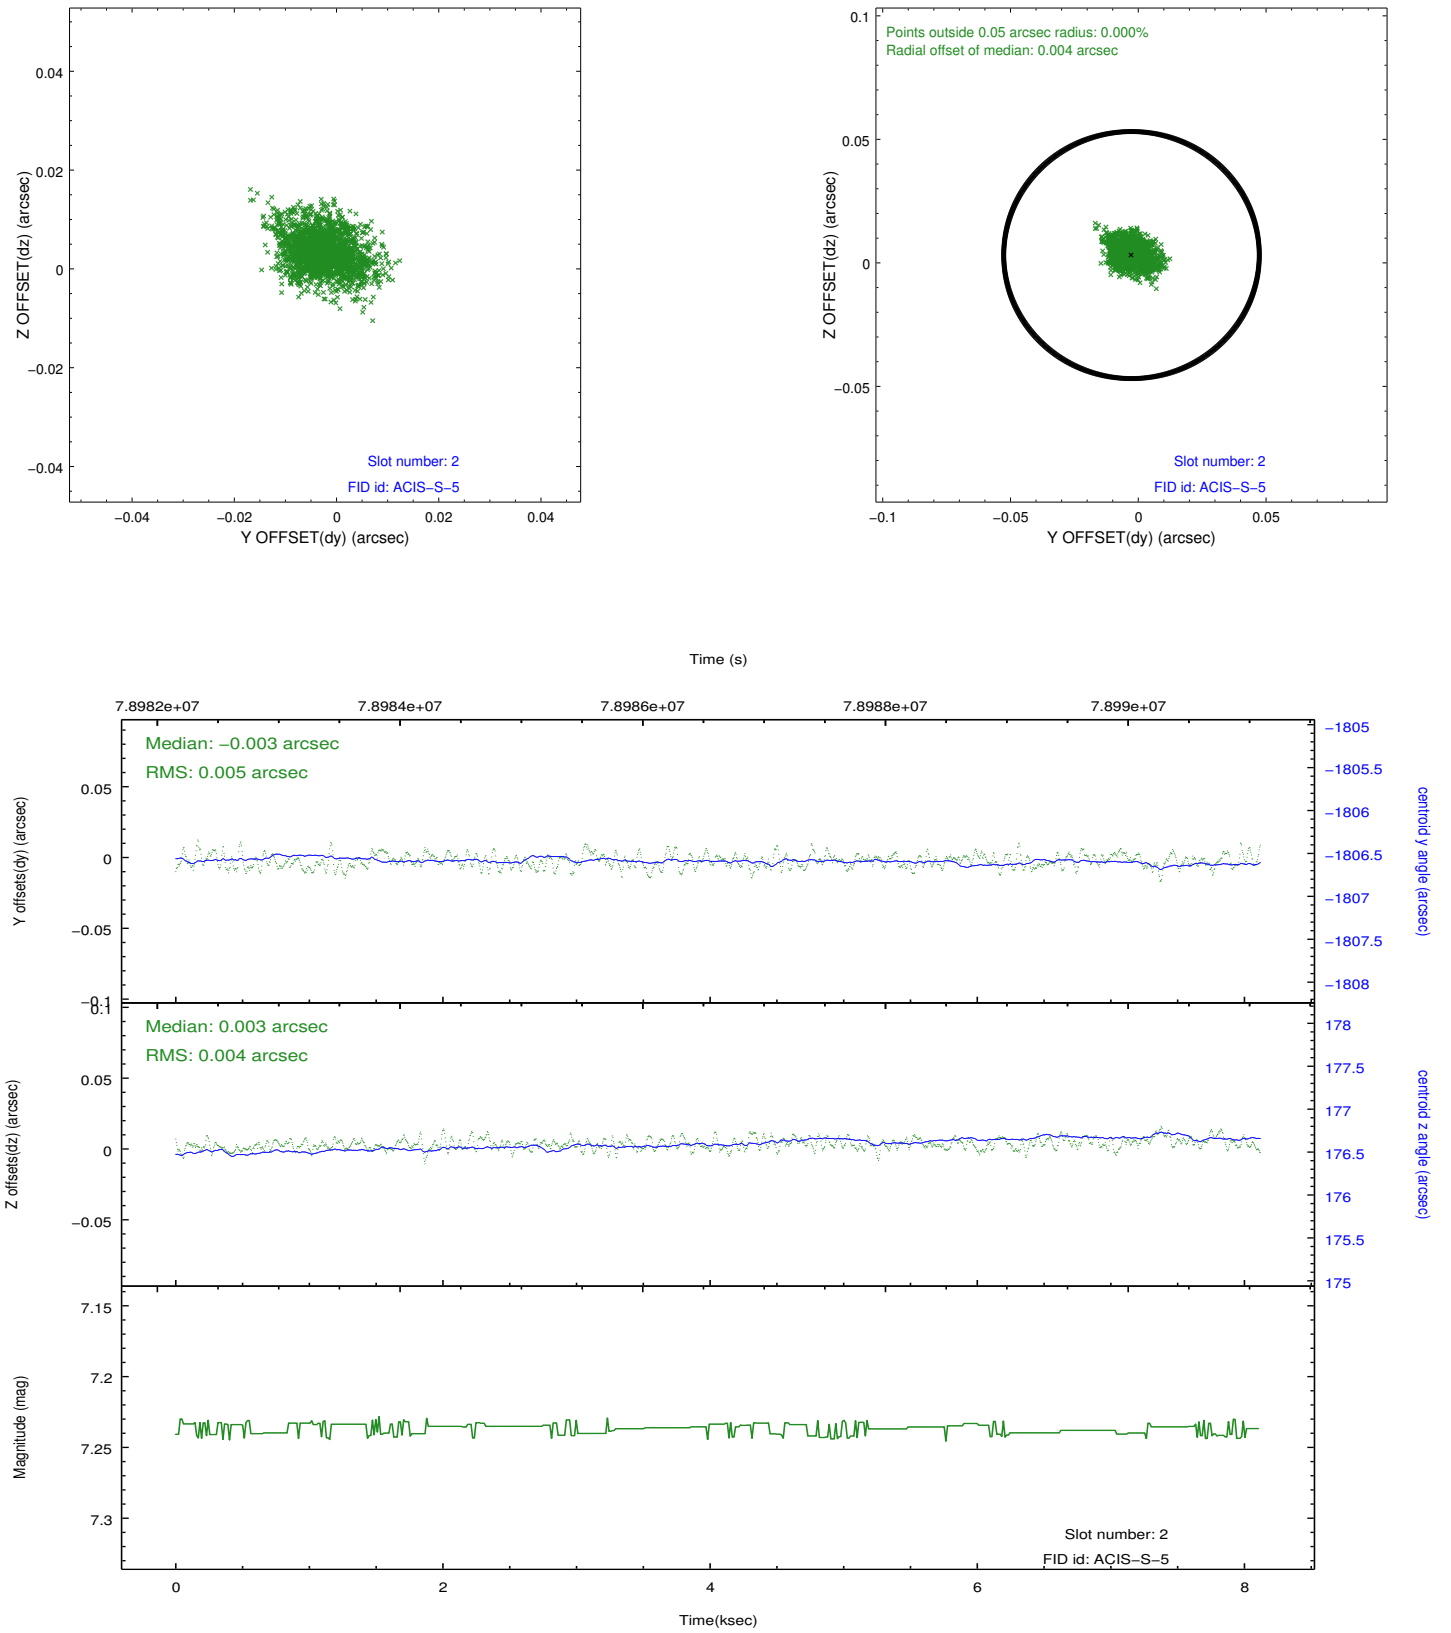 0.04
0.02
0
−0.02
−0.04
Z OFFSET(dz) (arcsec)
Slot number: 2
FID id: ACIS−S−5
−0.04
−0.02
0
0.02
0.04
Y OFFSET(dy) (arcsec)
0.1
0.05
0
−0.05
Z OFFSET(dz) (arcsec)
Points outside 0.05 arcsec radius: 0.000%
Radial offset of median: 0.004 arcsec
Slot number: 2
FID id: ACIS−S−5
−0.1
−0.05
0
0.05
Y OFFSET(dy) (arcsec)
Time (s)
7.8982e+07
7.8984e+07
7.8986e+07
7.8988e+07
7.899e+07
Median: −0.003 arcsec
RMS: 0.005 arcsec
0.05
0
−0.05
−0.1
Y offsets(dy) (arcsec)
−1805
−1805.5
−1806
−1806.5
−1807
−1807.5
−1808
centroid y angle (arcsec)
Median: 0.003 arcsec
RMS: 0.004 arcsec
0.1
0.05
0
−0.05
Z offsets(dz) (arcsec)
178
177.5
177
176.5
176
175.5
175
centroid z angle (arcsec)
7.15
7.2
7.25
7.3
Magnitude (mag)
Slot number: 2
FID id: ACIS−S−5
0
2
4
6
8
Time(ksec)